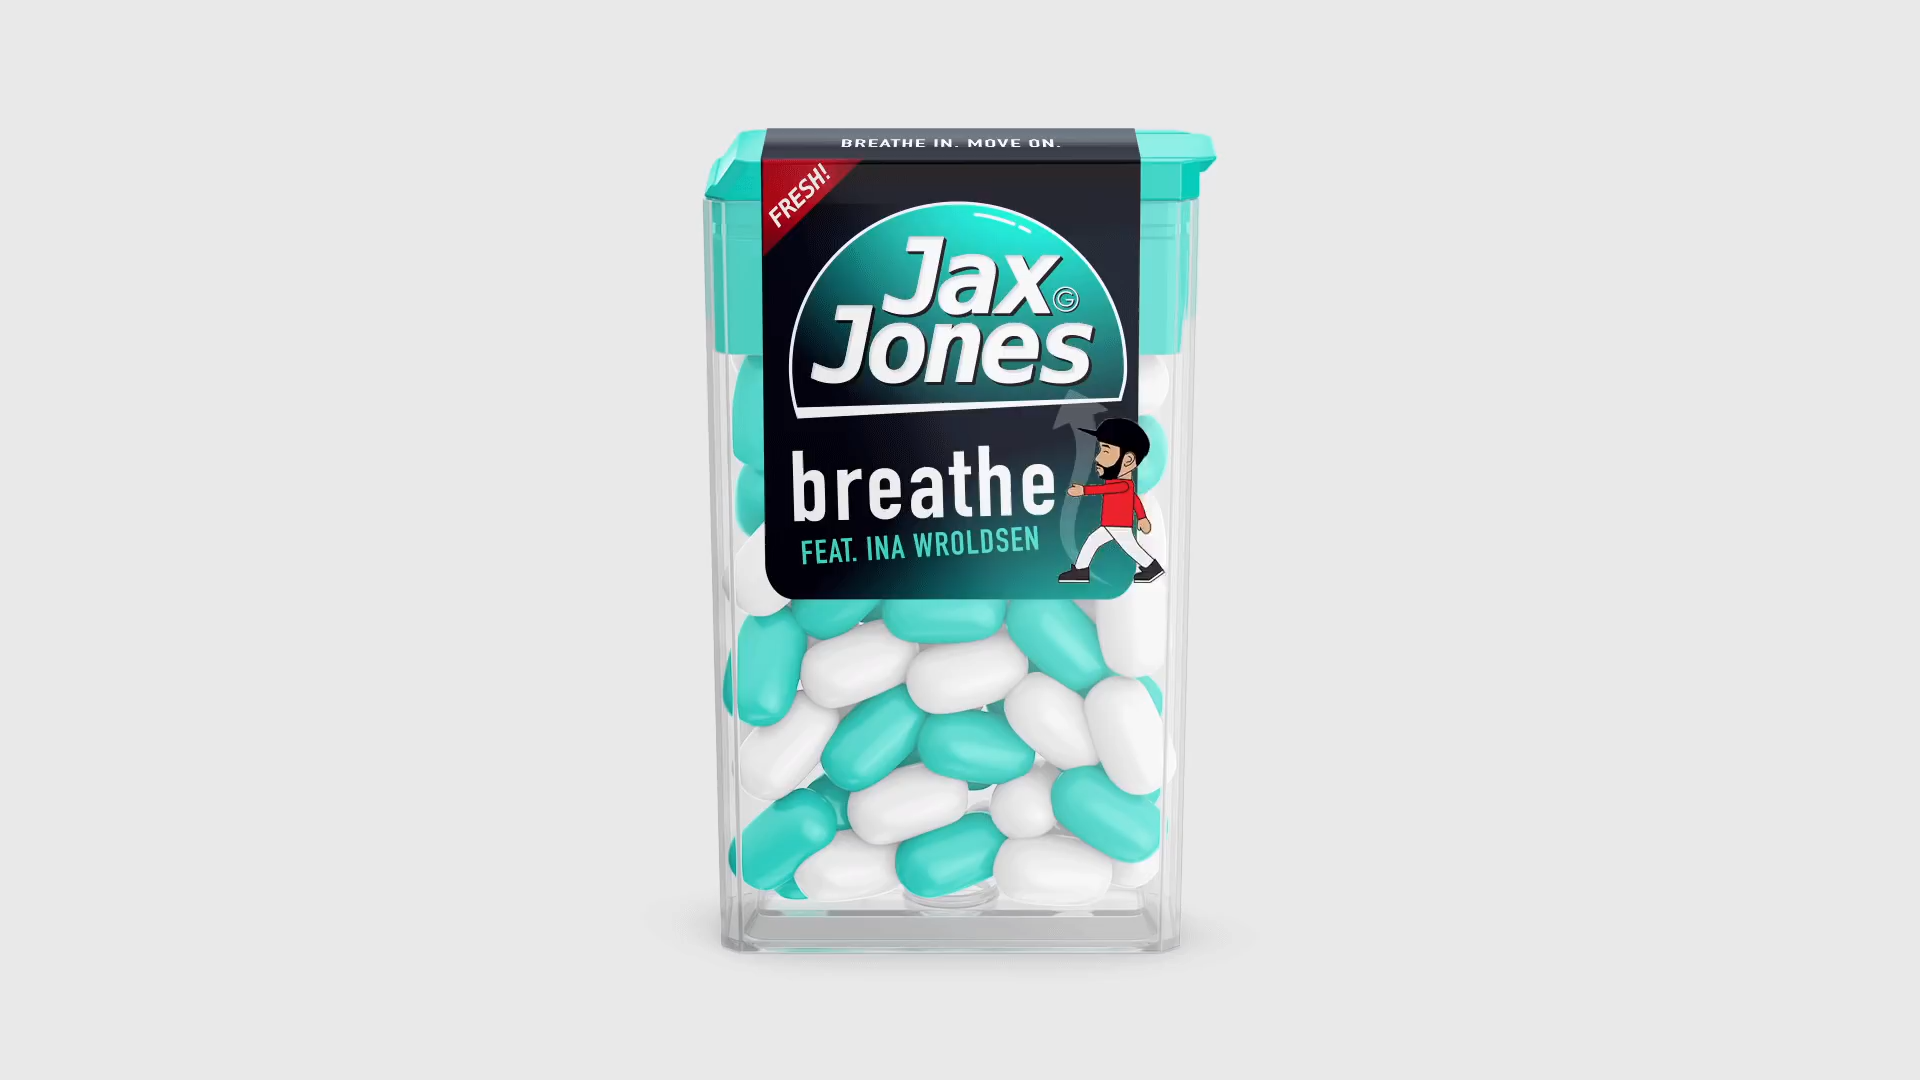 BREATHE IN. MOVE ON.
FRESH!
Jax
Jones
G
breathe
FEAT. INA WROLDSEN